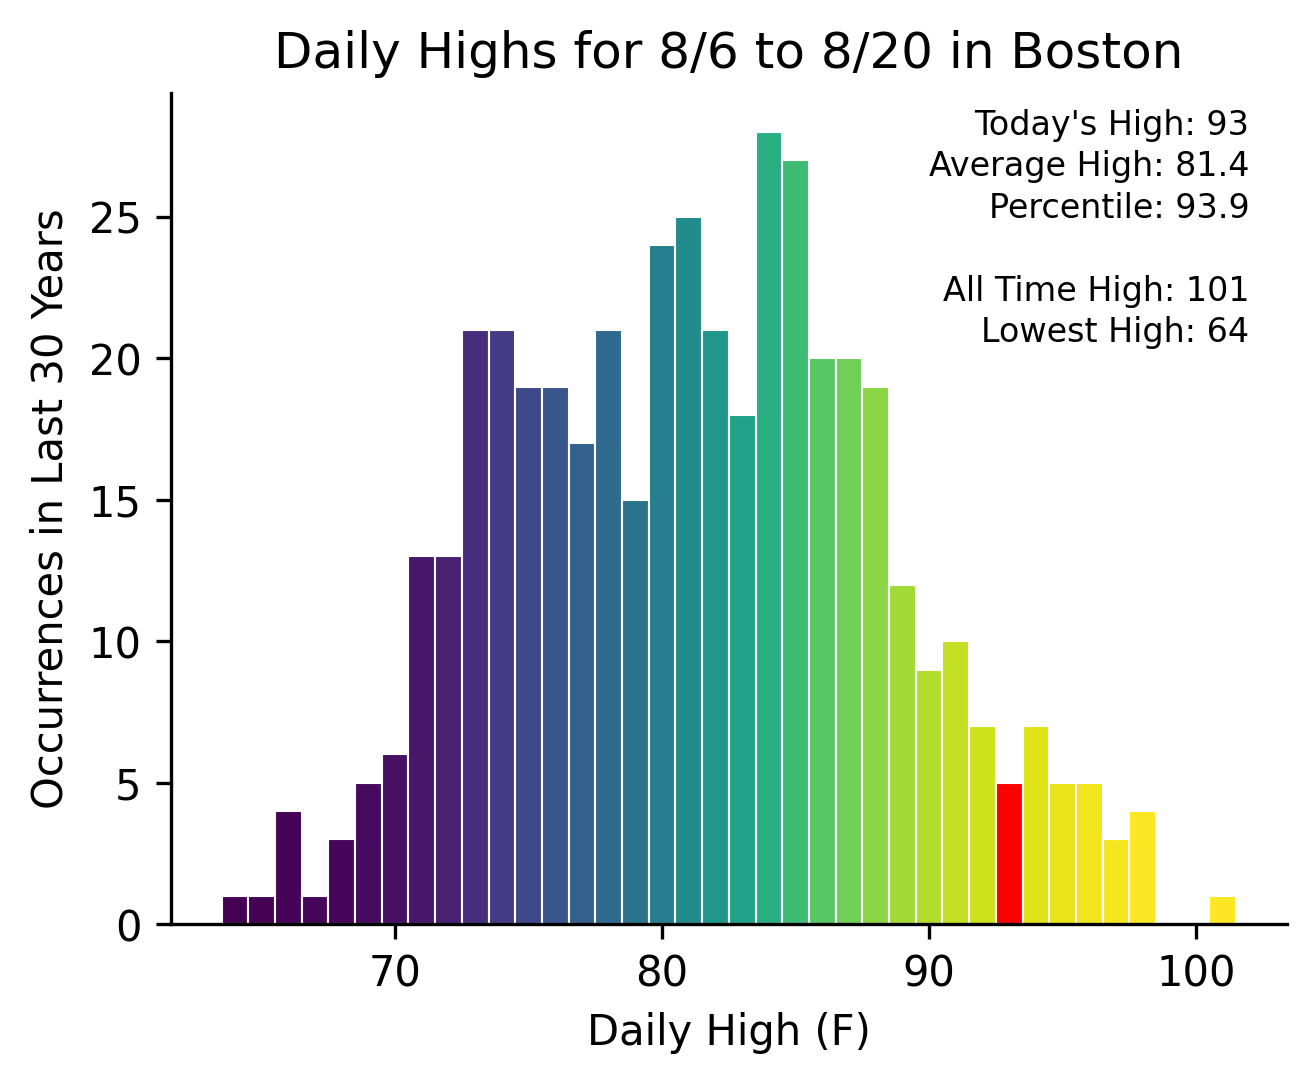 Daily Highs for 8/6 to 8/20 in Boston
Today's High: 93
Average High: 81.4
Percentile: 93.9
All Time High: 101
Lowest High: 64
Occurrences in Last 30 Years
25
20
15
10
5
0
70 80 90 100
Daily High (F)